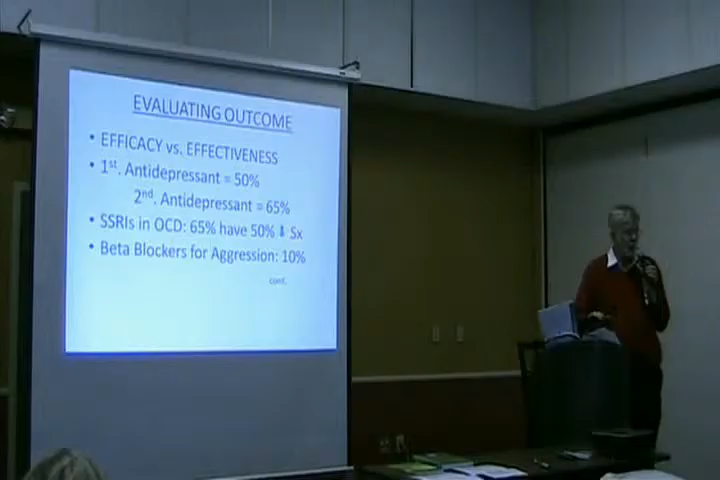 EVALUATING OUTCOME
• EFFICACY vs. EFFECTIVENESS
• 1st. Antidepressant = 50%
2nd. Antidepressant = 65%
• SSRIs in OCD: 65% have 50% ⬇ Sx
• Beta Blockers for Aggression: 10%
cont.